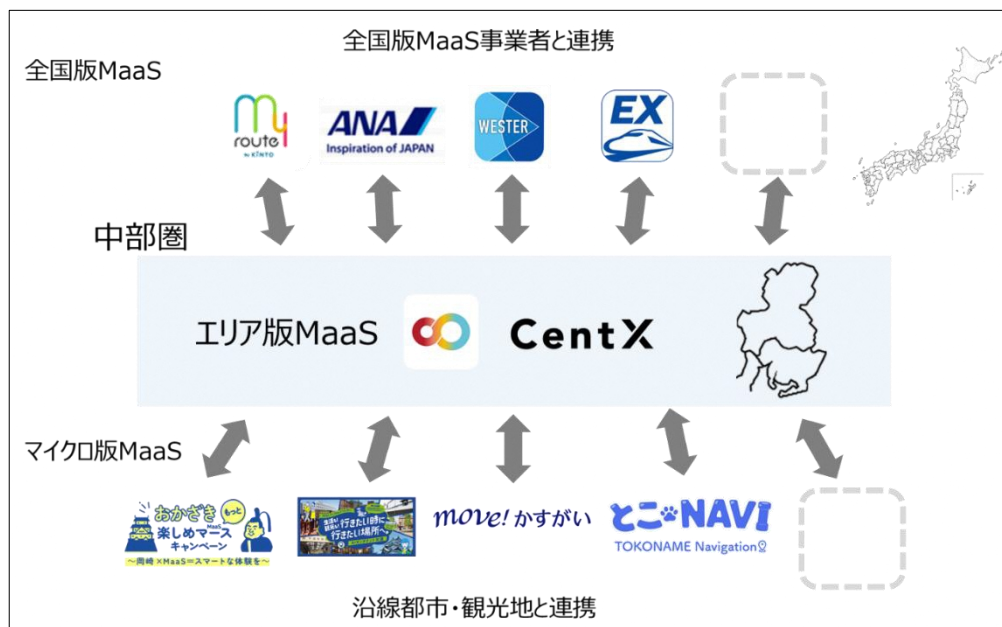 全国版MaaS事業者と連携
全国版MaaS
my
route
by KINTO
ANA
Inspiration of JAPAN
WESTER
EX
中部圏
エリア版MaaS
CentX
マイクロ版MaaS
おかざき もっと
MaaS
楽しめマース
キャンペーン
～岡崎×MaaS=スマートな体験を～
行きたい時に
行きたい場所へ
move! かすがい
とこNAVI
TOKONAME Navigation
沿線都市・観光地と連携